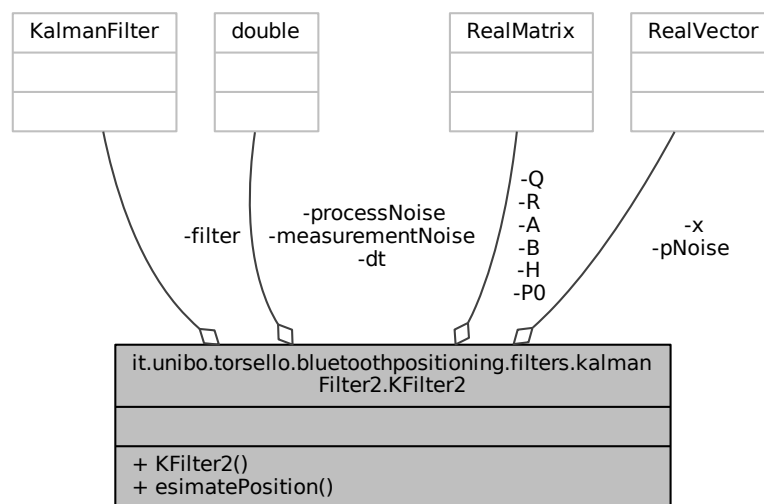 KalmanFilter
double
RealMatrix
RealVector
-filter
-processNoise
-measurementNoise
-dt
-Q
-R
-A
-B
-H
-P0
-x
-pNoise
it.unibo.torsello.bluetoothpositioning.filters.kalman
Filter2.KFilter2
+ KFilter2()
+ esimatePosition()